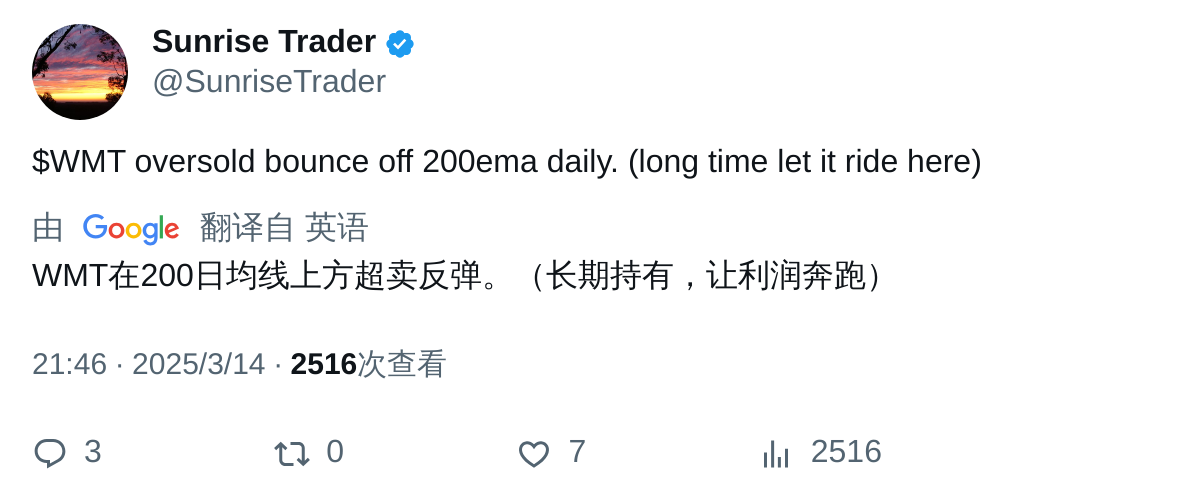 Sunrise Trader
@SunriseTrader
$WMT oversold bounce off 200ema daily. (long time let it ride here)
由 Google 翻译自 英语
WMT在200日均线上方超卖反弹。（长期持有，让利润奔跑）
21:46 · 2025/3/14 · 2516次查看
3 0 7 2516